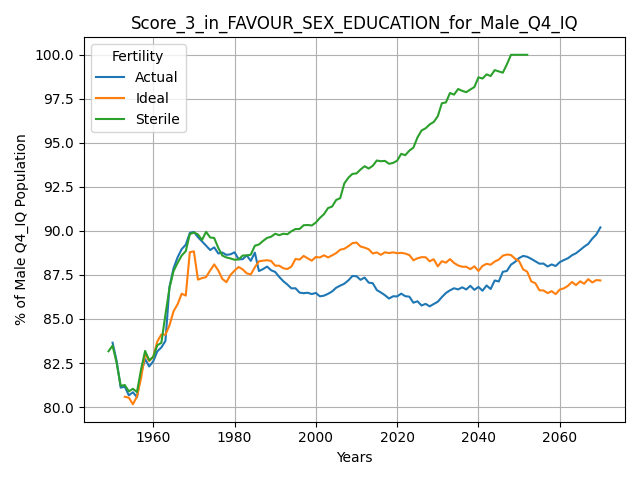 Score_3_in_FAVOUR_SEX_EDUCATION_for_Male_Q4_IQ
% of Male Q4_IQ Population
100.0
97.5
95.0
92.5
90.0
87.5
85.0
82.5
80.0
Fertility
Actual
Ideal
Sterile
1960
1980
2000
2020
2040
2060
Years